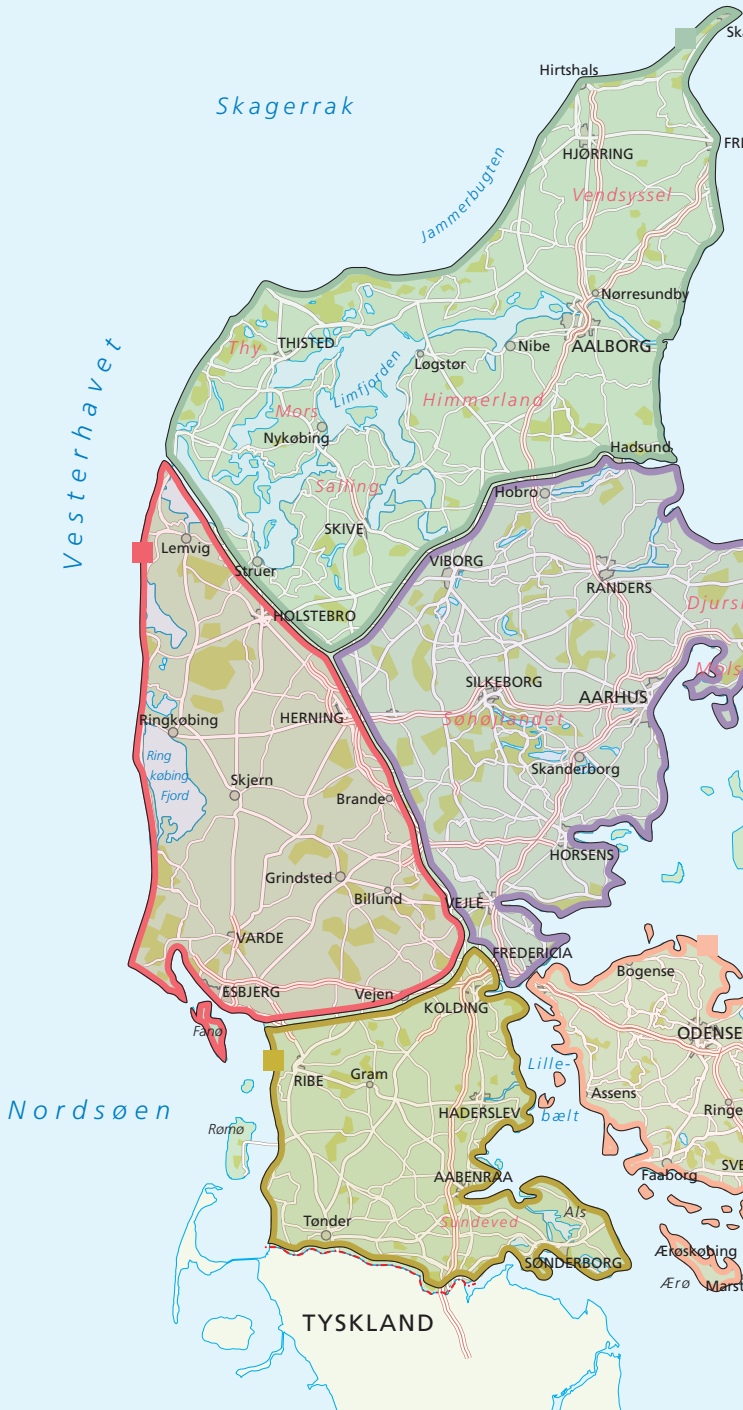 Skagerrak
Hirtshals
HJØRRING
Vendsyssel
Jammerbugten
Nørresundby
Vesterhavet
Thy
THISTED
Limfjorden
Løgstør
Nibe
AALBORG
Mors
Nykøbing
Himmerland
Hadsund
Salling
Hobro
SKIVE
Lemvig
Struer
VIBORG
RANDERS
HOLSTEBRO
SILKEBORG
AARHUS
Mols
Ringkøbing
HERNING
Søhøjlandet
Ring
købing
Fjord
Skanderborg
Skjern
Brande
HORSENS
Grindsted
Billund
VEJLE
VARDE
FREDERICIA
Bogense
ESBJERG
Vejen
KOLDING
Fanø
ODENSE
Lille-
bælt
RIBE
Gram
Assens
Ringe
HADERSLEV
Nordsøen
Rømø
AABENRAA
Faaborg
Tønder
Sundeved
Als
SØNDERBORG
Ærøskøbing
Ærø
TYSKLAND